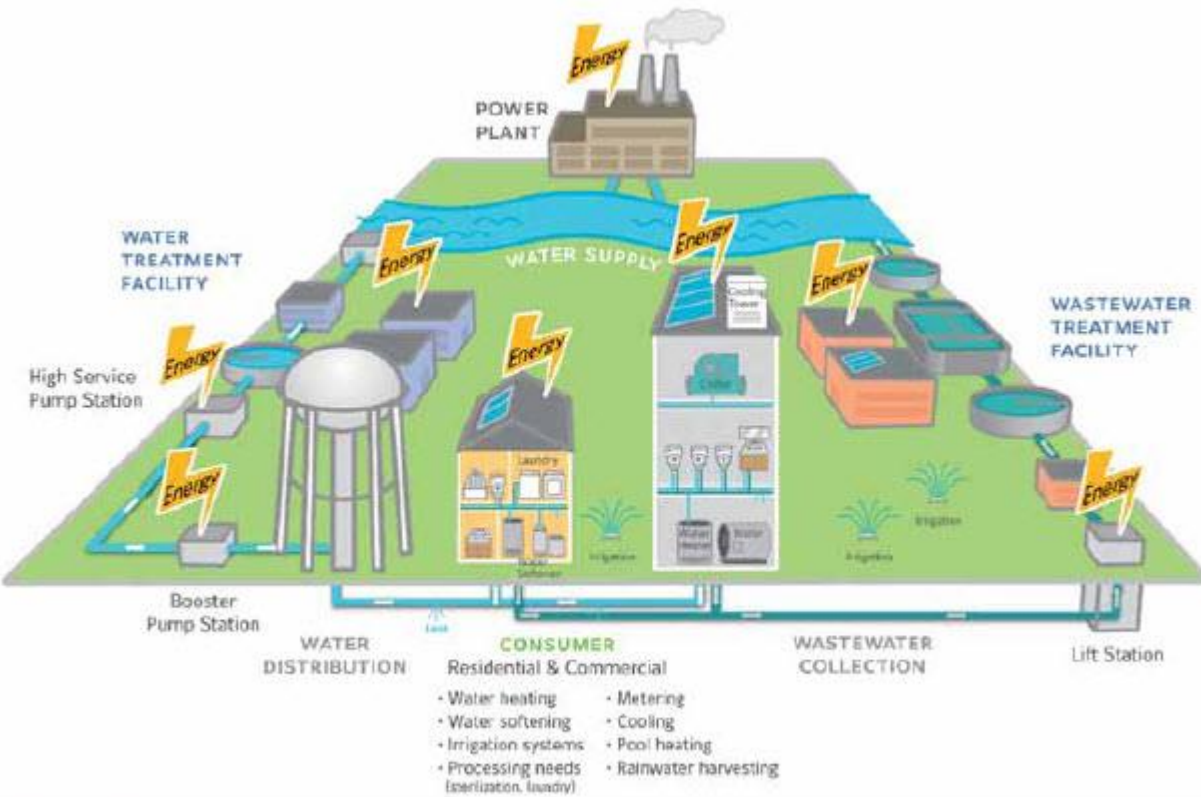 Energy
POWER
PLANT
Energy
Energy
WATER SUPPLY
WATER
TREATMENT
FACILITY
Energy
WASTEWATER
TREATMENT
FACILITY
Cooling
Tower
Energy
Energy
High Service
Pump Station
Laundry
Energy
Energy
Irrigation
Irrigation
Irrigation
Water
Heater
Water
Booster
Pump Station
Leak
WATER
DISTRIBUTION
CONSUMER
Residential & Commercial
• Water heating
• Water softening
• Irrigation systems
• Processing needs
(sterilization, laundry)
• Metering
• Cooling
• Pool heating
• Rainwater harvesting
WASTEWATER
COLLECTION
Lift Station